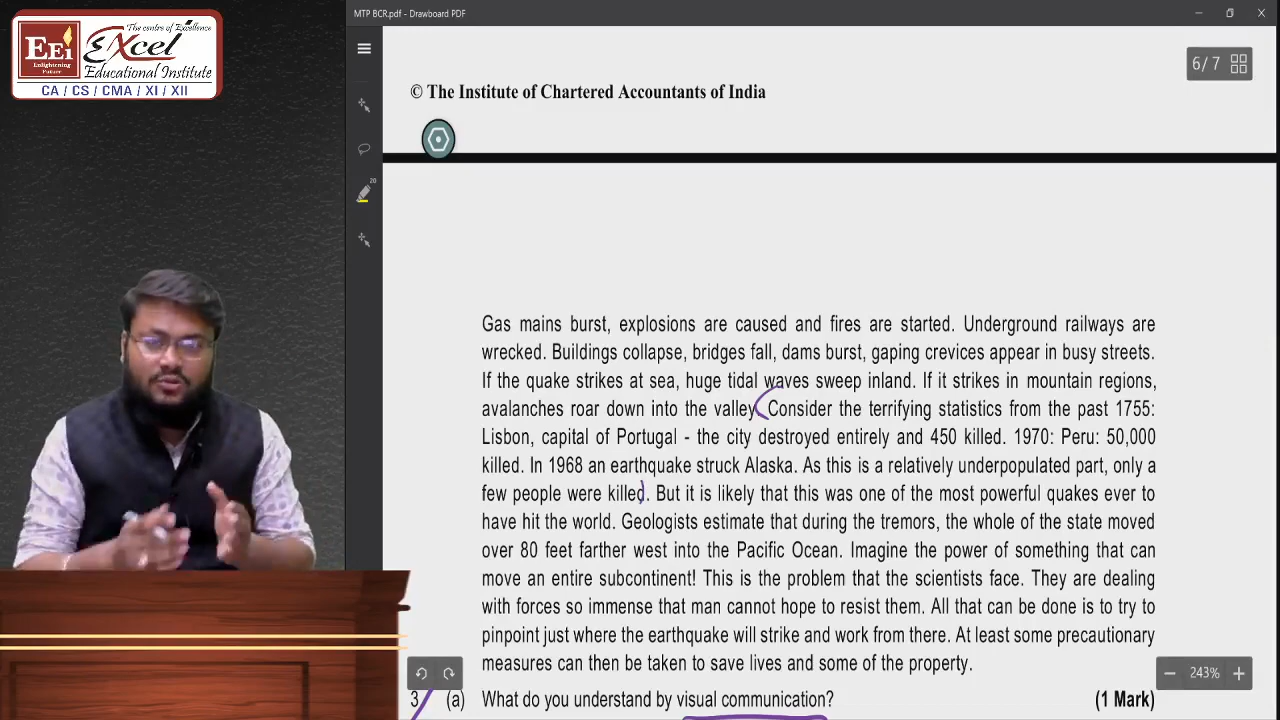 The centre of Excellence
EEi
Enlightening
Future
EXcel
Educational Institute
CA / CS / CMA / XI / XII
MTP BCR.pdf - Drawboard PDF
6 / 7
© The Institute of Chartered Accountants of India
20
Gas mains burst, explosions are caused and fires are started. Underground railways are
wrecked. Buildings collapse, bridges fall, dams burst, gaping crevices appear in busy streets.
If the quake strikes at sea, huge tidal waves sweep inland. If it strikes in mountain regions,
avalanches roar down into the valley. Consider the terrifying statistics from the past 1755:
Lisbon, capital of Portugal - the city destroyed entirely and 450 killed. 1970: Peru: 50,000
killed. In 1968 an earthquake struck Alaska. As this is a relatively underpopulated part, only a
few people were killed. But it is likely that this was one of the most powerful quakes ever to
have hit the world. Geologists estimate that during the tremors, the whole of the state moved
over 80 feet farther west into the Pacific Ocean. Imagine the power of something that can
move an entire subcontinent! This is the problem that the scientists face. They are dealing
with forces so immense that man cannot hope to resist them. All that can be done is to try to
pinpoint just where the earthquake will strike and work from there. At least some precautionary
measures can then be taken to save lives and some of the property.
243%
3 (a) What do you understand by visual communication? (1 Mark)